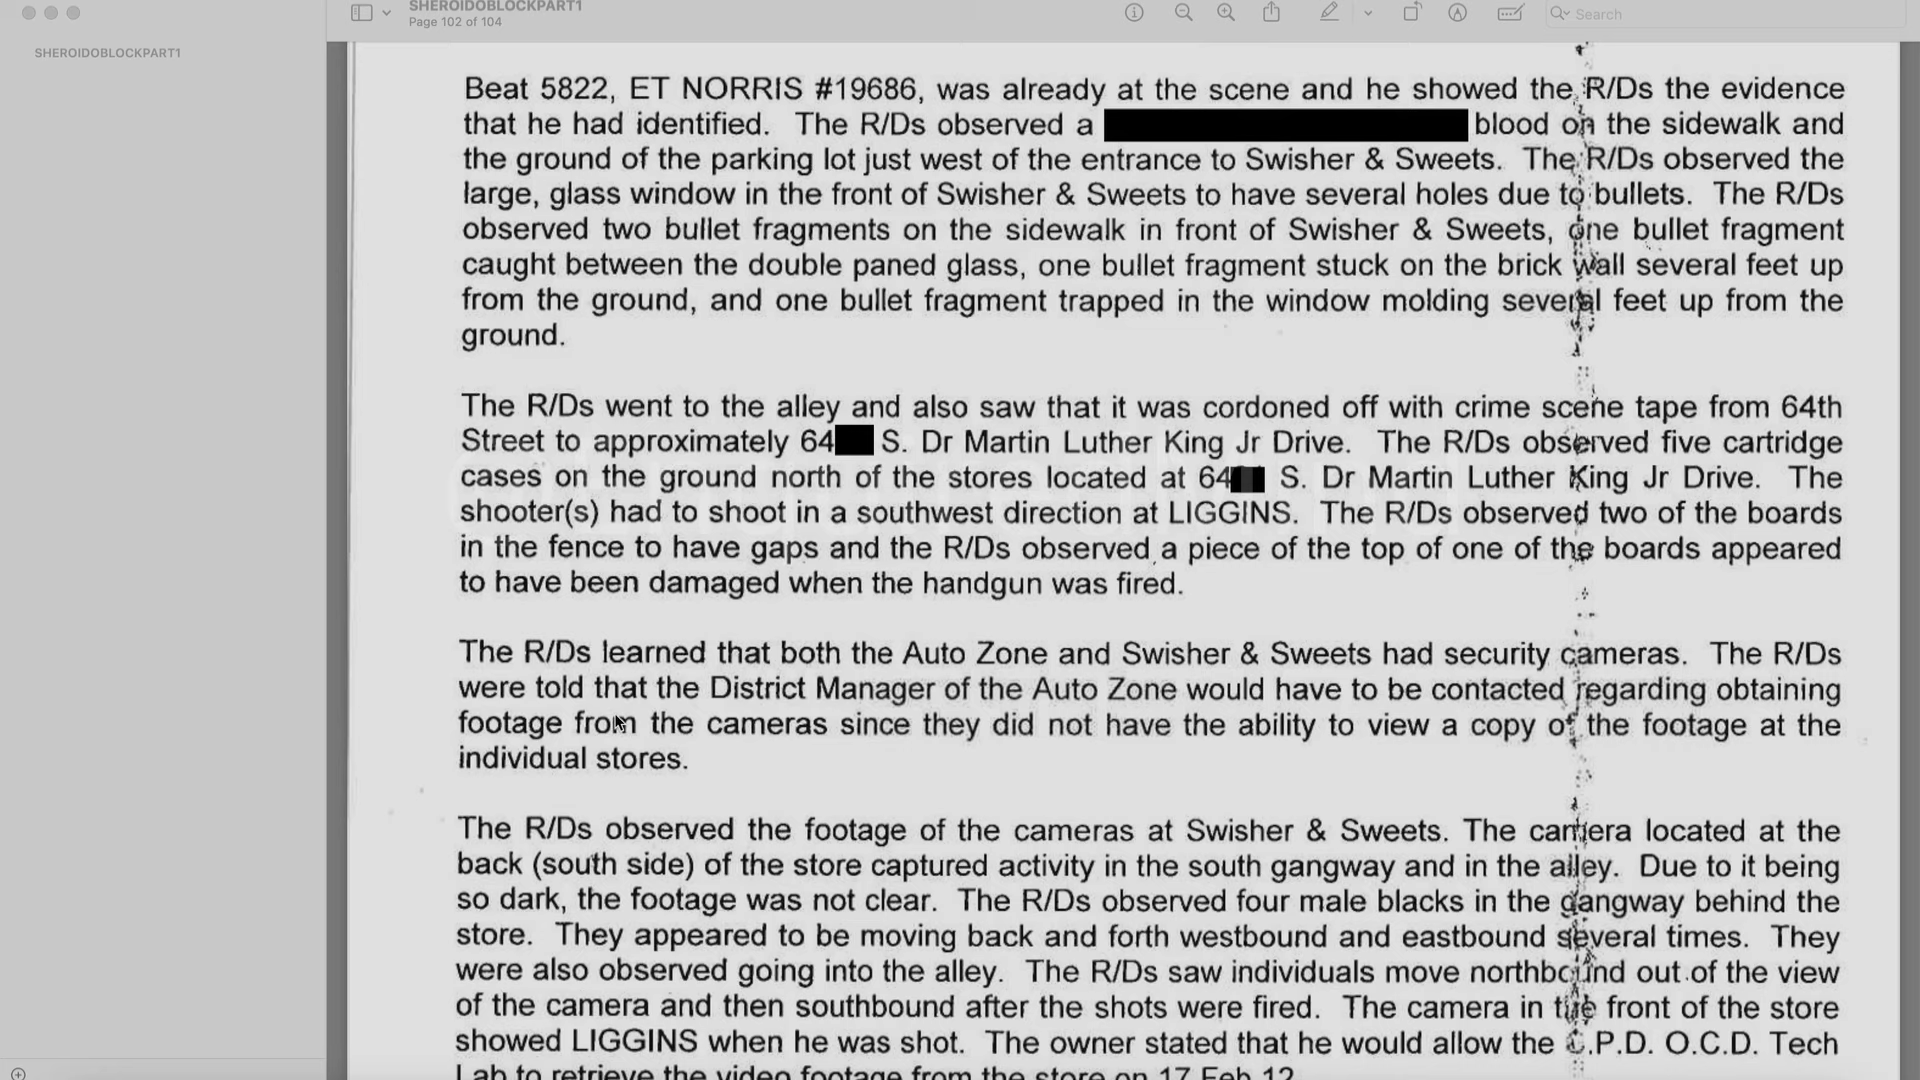 SHEROIDOBLOCKPART1
Page 102 of 104
Search
SHEROIDOBLOCKPART1
Beat 5822, ET NORRIS #19686, was already at the scene and he showed the R/Ds the evidence
that he had identified. The R/Ds observed a blood on the sidewalk and
the ground of the parking lot just west of the entrance to Swisher & Sweets. The R/Ds observed the
large, glass window in the front of Swisher & Sweets to have several holes due to bullets. The R/Ds
observed two bullet fragments on the sidewalk in front of Swisher & Sweets, one bullet fragment
caught between the double paned glass, one bullet fragment stuck on the brick wall several feet up
from the ground, and one bullet fragment trapped in the window molding several feet up from the
ground.
The R/Ds went to the alley and also saw that it was cordoned off with crime scene tape from 64th
Street to approximately 64 S. Dr Martin Luther King Jr Drive. The R/Ds observed five cartridge
cases on the ground north of the stores located at 64 S. Dr Martin Luther King Jr Drive. The
shooter(s) had to shoot in a southwest direction at LIGGINS. The R/Ds observed two of the boards
in the fence to have gaps and the R/Ds observed a piece of the top of one of the boards appeared
to have been damaged when the handgun was fired.
The R/Ds learned that both the Auto Zone and Swisher & Sweets had security cameras. The R/Ds
were told that the District Manager of the Auto Zone would have to be contacted regarding obtaining
footage from the cameras since they did not have the ability to view a copy of the footage at the
individual stores.
The R/Ds observed the footage of the cameras at Swisher & Sweets. The camera located at the
back (south side) of the store captured activity in the south gangway and in the alley. Due to it being
so dark, the footage was not clear. The R/Ds observed four male blacks in the gangway behind the
store. They appeared to be moving back and forth westbound and eastbound several times. They
were also observed going into the alley. The R/Ds saw individuals move northbound out of the view
of the camera and then southbound after the shots were fired. The camera in the front of the store
showed LIGGINS when he was shot. The owner stated that he would allow the C.P.D. O.C.D. Tech
Lab to retrieve the video footage from the store on 17 Feb 12